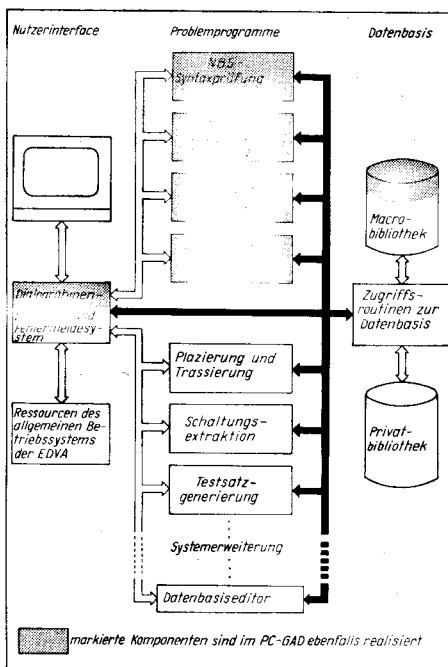 Nutzerinterface
Problemprogramme
Datenbasis
NBS-
Syntaxprüfung
Macro-
bibliothek
Dialograhmen-
und
Fehlermeldesy-
stem
Zugriffs-
routinen zur
Datenbasis
Plazierung und
Trassierung
Ressourcen des
allgemeinen Be-
triebssystems
der EDVA
Schaltungs-
extraktion
Privat-
bibliothek
Testsatz-
generierung
Systemerweiterung
Datenbasiseditor
markierte Komponenten sind im PC-GAD ebenfalls realisiert